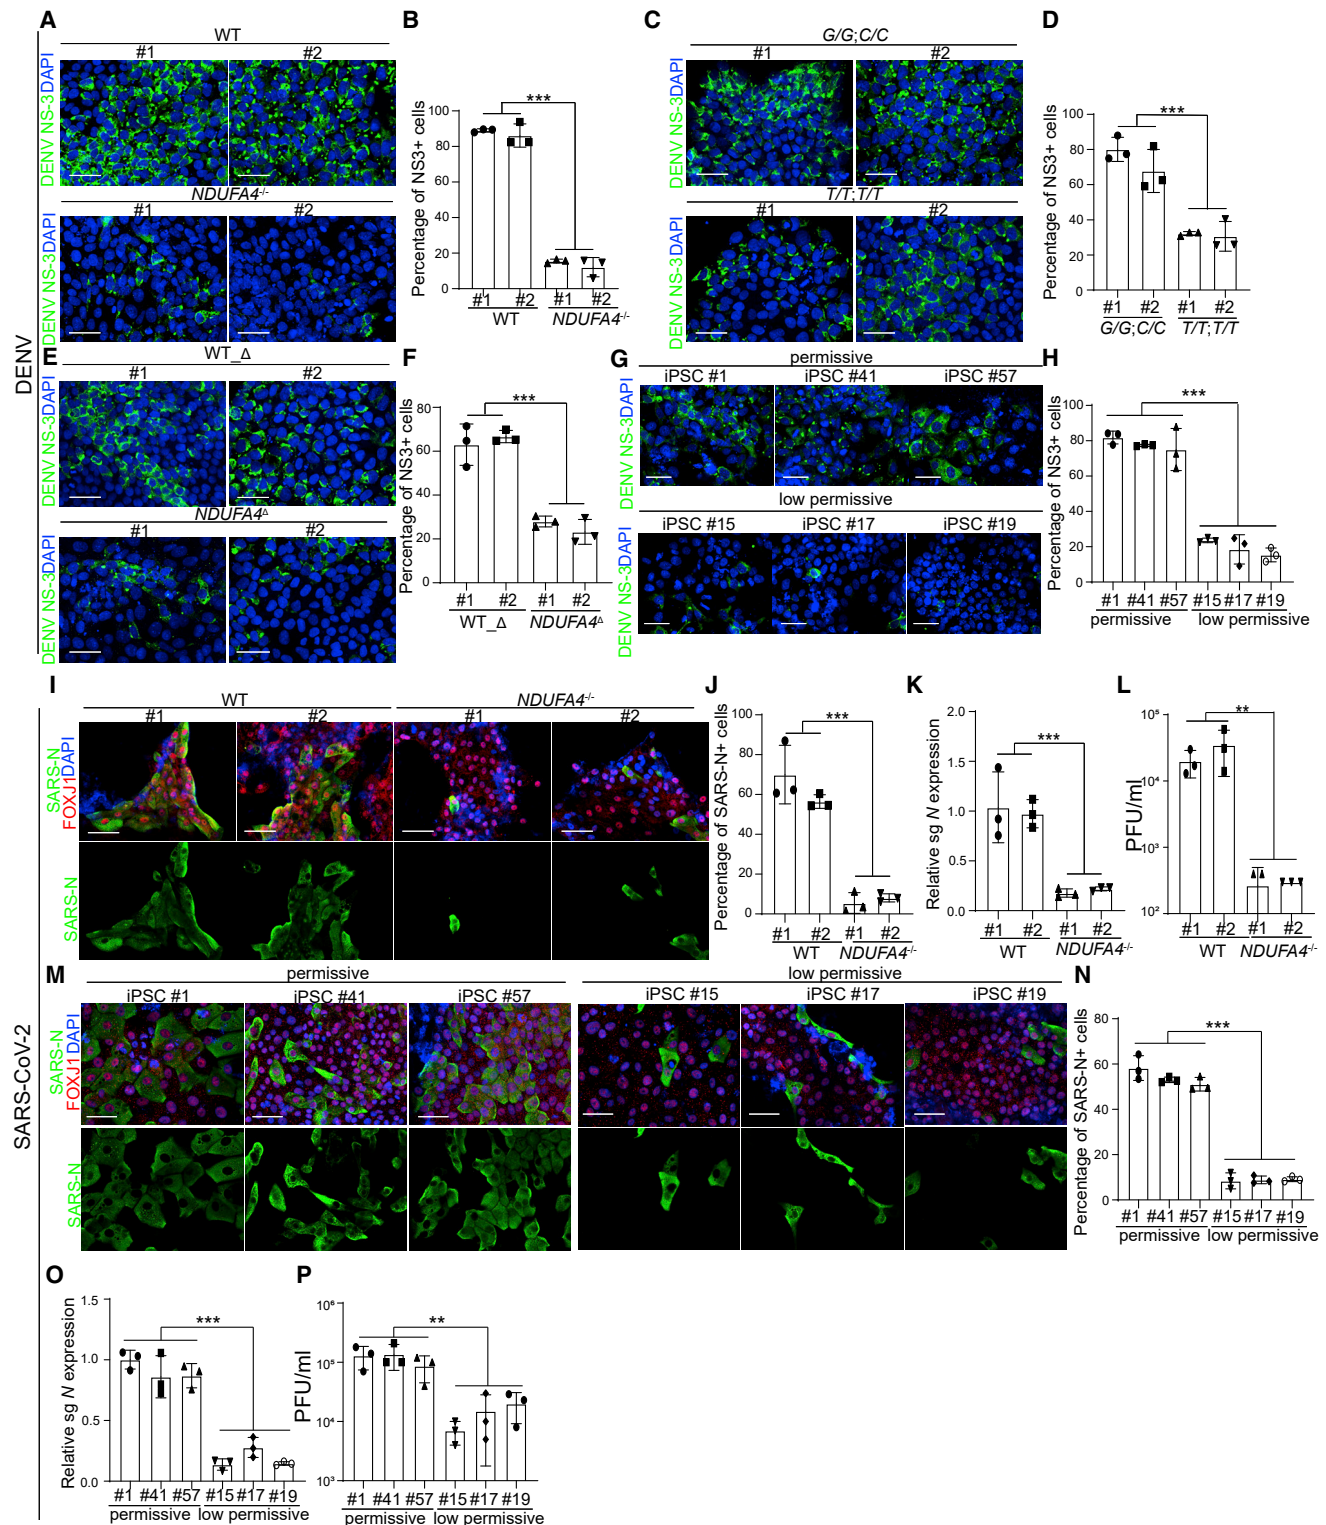 DENV
A
WT
#1 #2
DENV NS-3DAPI
NDUFA4-/-
#1 #2
DENV NS-3DAPI
B
Percentage of NS3+ cells
100
80
60
40
20
0
***
#1 #2 #1 #2
WT NDUFA4-/-
C
G/G;C/C
#1 #2
DENV NS-3DAPI
T/T;T/T
#1 #2
DENV NS-3DAPI
D
Percentage of NS3+ cells
100
80
60
40
20
0
***
#1 #2 #1 #2
G/G;C/C T/T;T/T
E
WT_Δ
#1 #2
DENV NS-3DAPI
NDUFA4Δ
#1 #2
DENV NS-3DAPI
F
Percentage of NS3+ cells
80
60
40
20
0
***
#1 #2 #1 #2
WT_Δ NDUFA4Δ
G
permissive
iPSC #1 iPSC #41 iPSC #57
DENV NS-3DAPI
low permissive
iPSC #15 iPSC #17 iPSC #19
DENV NS-3DAPI
H
Percentage of NS3+ cells
100
80
60
40
20
0
***
#1 #41 #57 #15 #17 #19
permissive low permissive
SARS-CoV-2
I
WT NDUFA4-/-
#1 #2 #1 #2
SARS-N
FOXJ1DAPI
SARS-N
J
Percentage of SARS-N+ cells
100
80
60
40
20
0
***
#1 #2 #1 #2
WT NDUFA4-/-
K
Relative sg N expression
2.0
1.5
1.0
0.5
0.0
***
#1 #2 #1 #2
WT NDUFA4-/-
L
PFU/ml
10⁵
10⁴
10³
10²
**
#1 #2 #1 #2
WT NDUFA4-/-
M
permissive low permissive
iPSC #1 iPSC #41 iPSC #57 iPSC #15 iPSC #17 iPSC #19
SARS-N
FOXJ1DAPI
SARS-N
N
Percentage of SARS-N+ cells
80
60
40
20
0
***
#1 #41 #57 #15 #17 #19
permissive low permissive
O
Relative sg N expression
1.5
1.0
0.5
0.0
***
#1 #41 #57 #15 #17 #19
permissive low permissive
P
PFU/ml
10⁶
10⁵
10⁴
10³
**
#1 #41 #57 #15 #17 #19
permissive low permissive